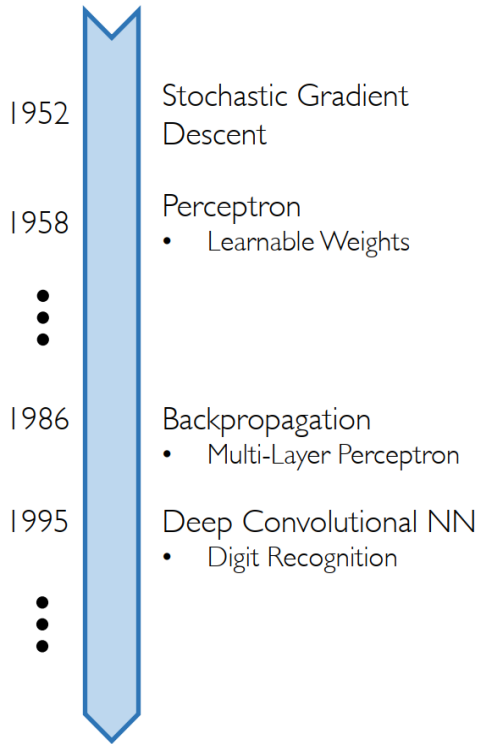 1952
Stochastic Gradient
Descent
1958
Perceptron
• Learnable Weights
1986
Backpropagation
• Multi-Layer Perceptron
1995
Deep Convolutional NN
• Digit Recognition